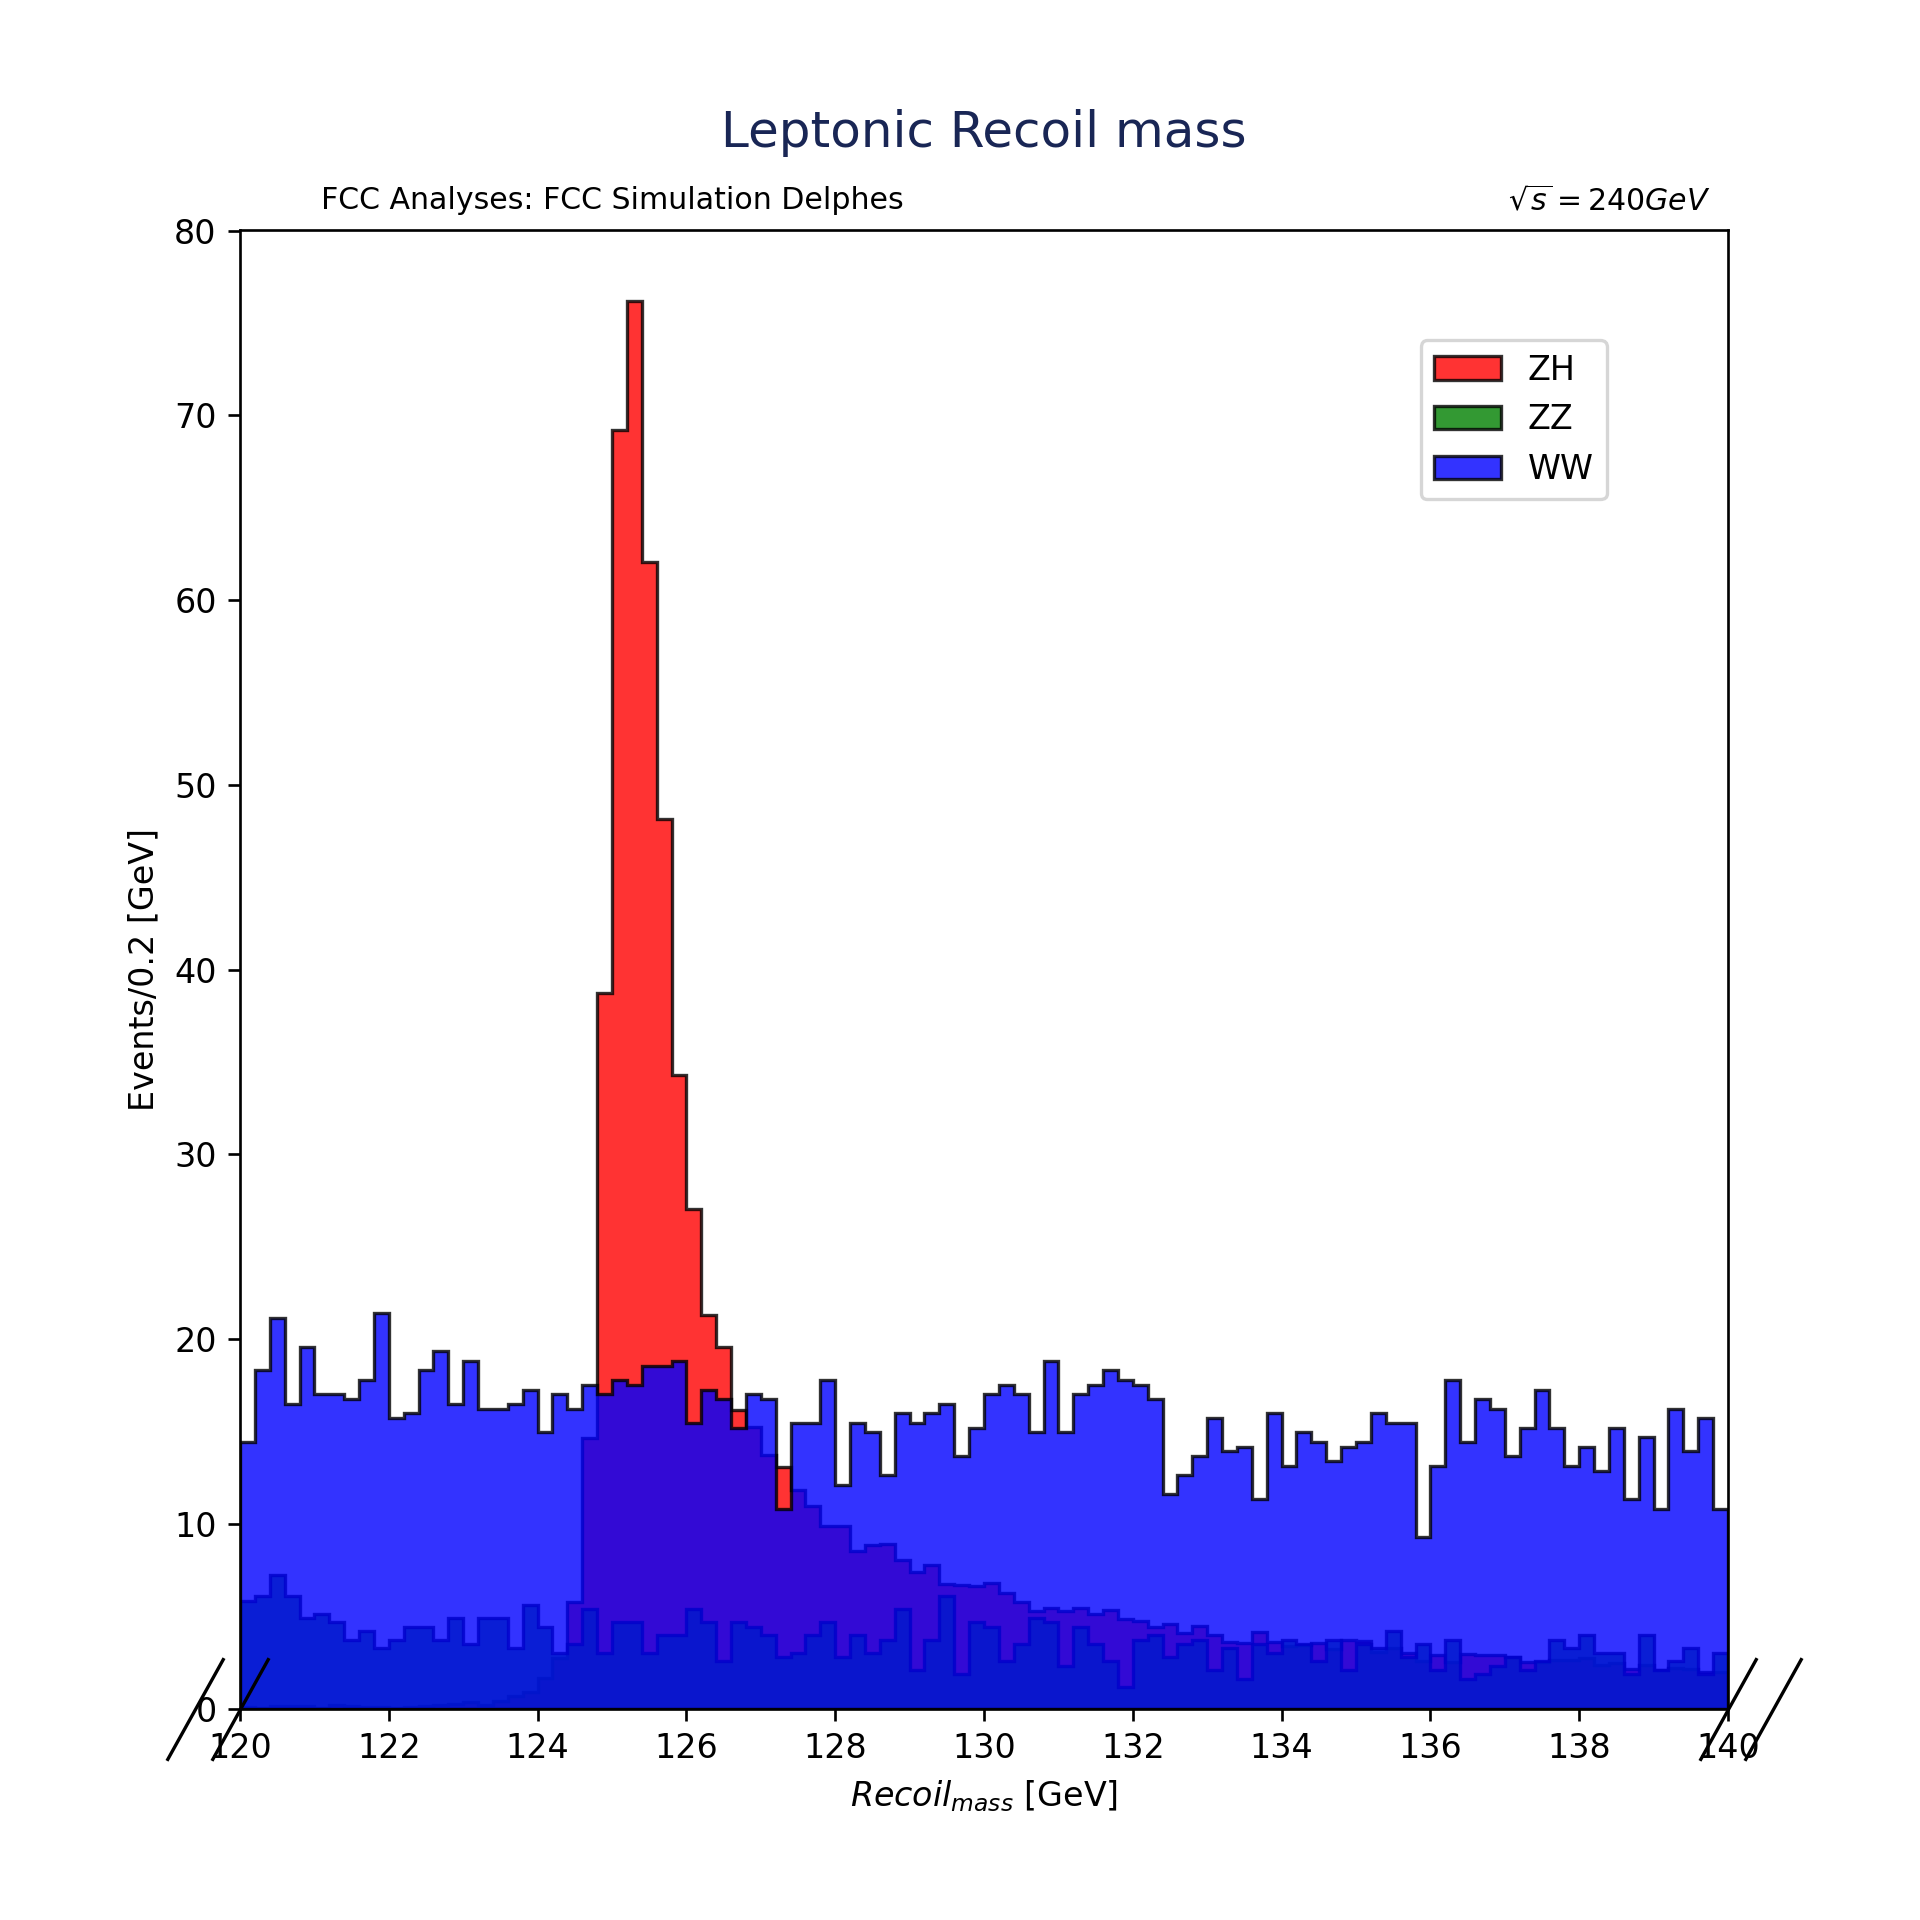 Leptonic Recoil mass
FCC Analyses: FCC Simulation Delphes
√s = 240GeV
80
70
60
50
40
30
20
10
0
Events/0.2 [GeV]
ZH
ZZ
WW
120 122 124 126 128 130 132 134 136 138 140
Recoil_mass [GeV]